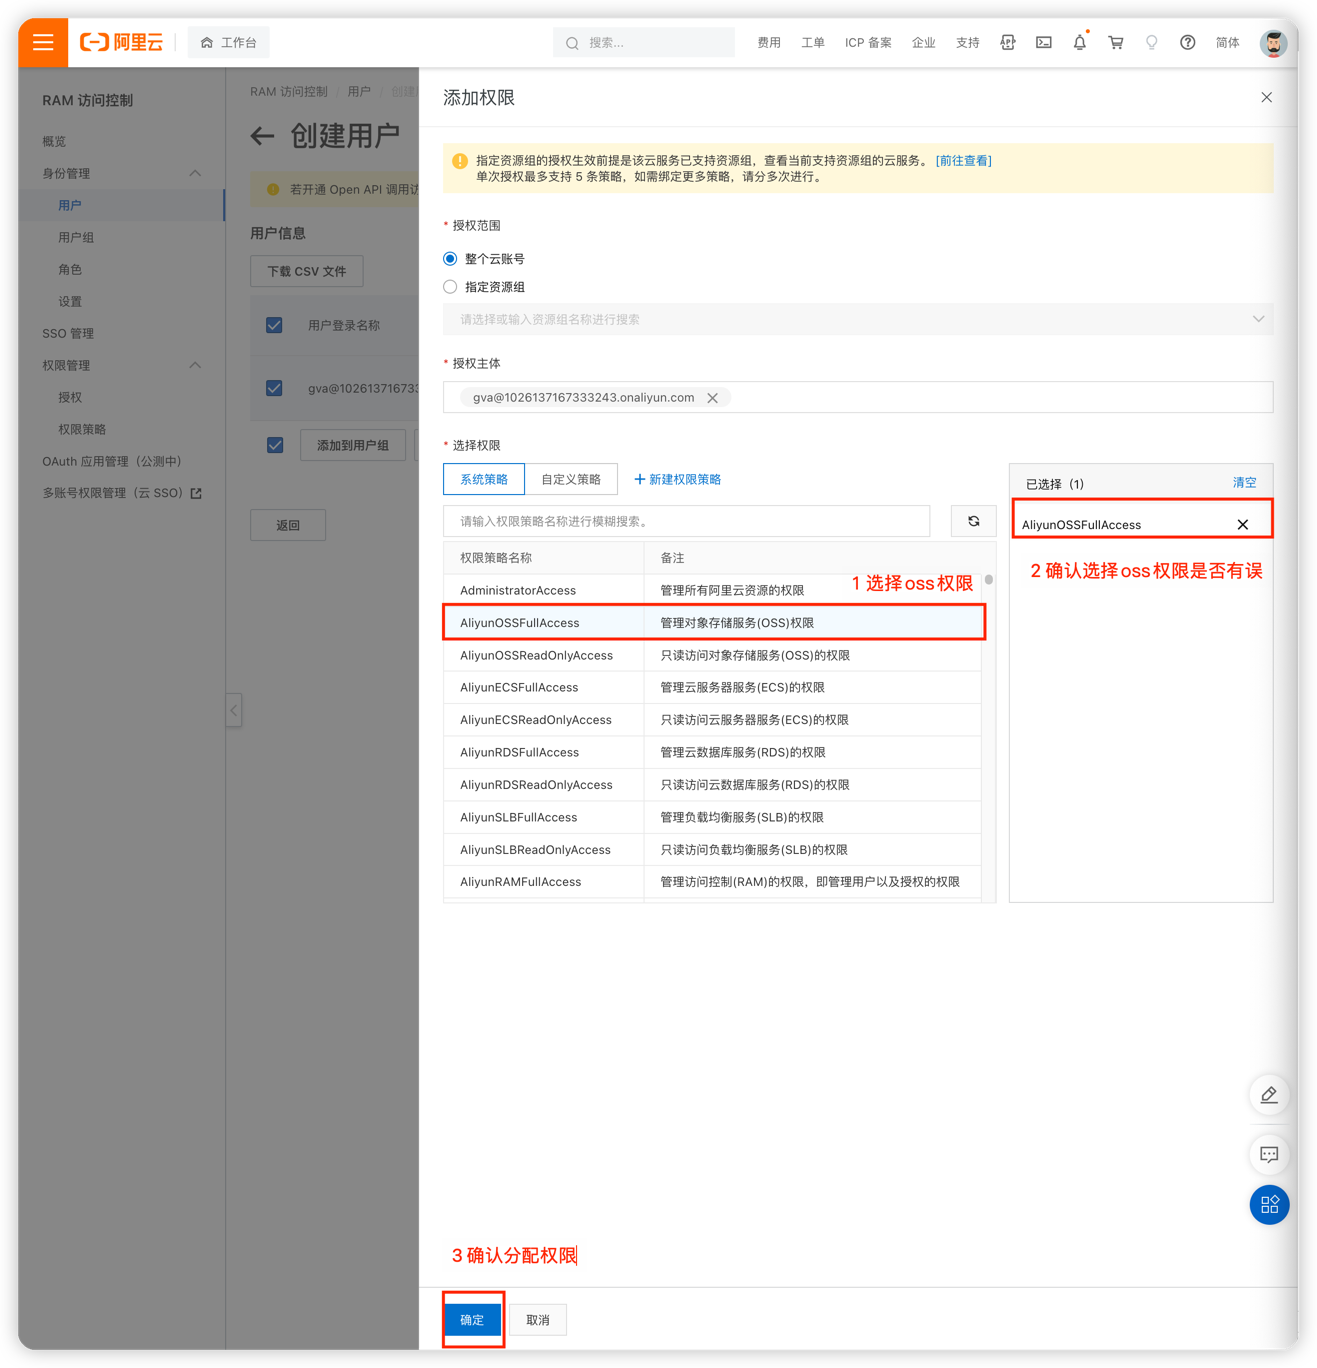 阿里云
工作台
搜索...
费用
工单
ICP 备案
企业
支持
简体
RAM 访问控制
概览
身份管理
用户
用户组
角色
设置
SSO 管理
权限管理
授权
权限策略
OAuth 应用管理（公测中）
多账号权限管理（云 SSO）
RAM 访问控制 / 用户 / 创建
创建用户
若开通 Open API 调用访
用户信息
下载 CSV 文件
用户登录名称
gva@102613716733
添加到用户组
返回
添加权限
指定资源组的授权生效前提是该云服务已支持资源组，查看当前支持资源组的云服务。 [前往查看]
单次授权最多支持 5 条策略，如需绑定更多策略，请分多次进行。
* 授权范围
整个云账号
指定资源组
请选择或输入资源组名称进行搜索
* 授权主体
gva@1026137167333243.onaliyun.com
* 选择权限
系统策略
自定义策略
+ 新建权限策略
请输入权限策略名称进行模糊搜索。
权限策略名称 备注
AdministratorAccess 管理所有阿里云资源的权限
1 选择oss权限
AliyunOSSFullAccess 管理对象存储服务(OSS)权限
AliyunOSSReadOnlyAccess 只读访问对象存储服务(OSS)的权限
AliyunECSFullAccess 管理云服务器服务(ECS)的权限
AliyunECSReadOnlyAccess 只读访问云服务器服务(ECS)的权限
AliyunRDSFullAccess 管理云数据库服务(RDS)的权限
AliyunRDSReadOnlyAccess 只读访问云数据库服务(RDS)的权限
AliyunSLBFullAccess 管理负载均衡服务(SLB)的权限
AliyunSLBReadOnlyAccess 只读访问负载均衡服务(SLB)的权限
AliyunRAMFullAccess 管理访问控制(RAM)的权限，即管理用户以及授权的权限
已选择（1） 清空
AliyunOSSFullAccess
2 确认选择oss权限是否有误
3 确认分配权限
确定
取消